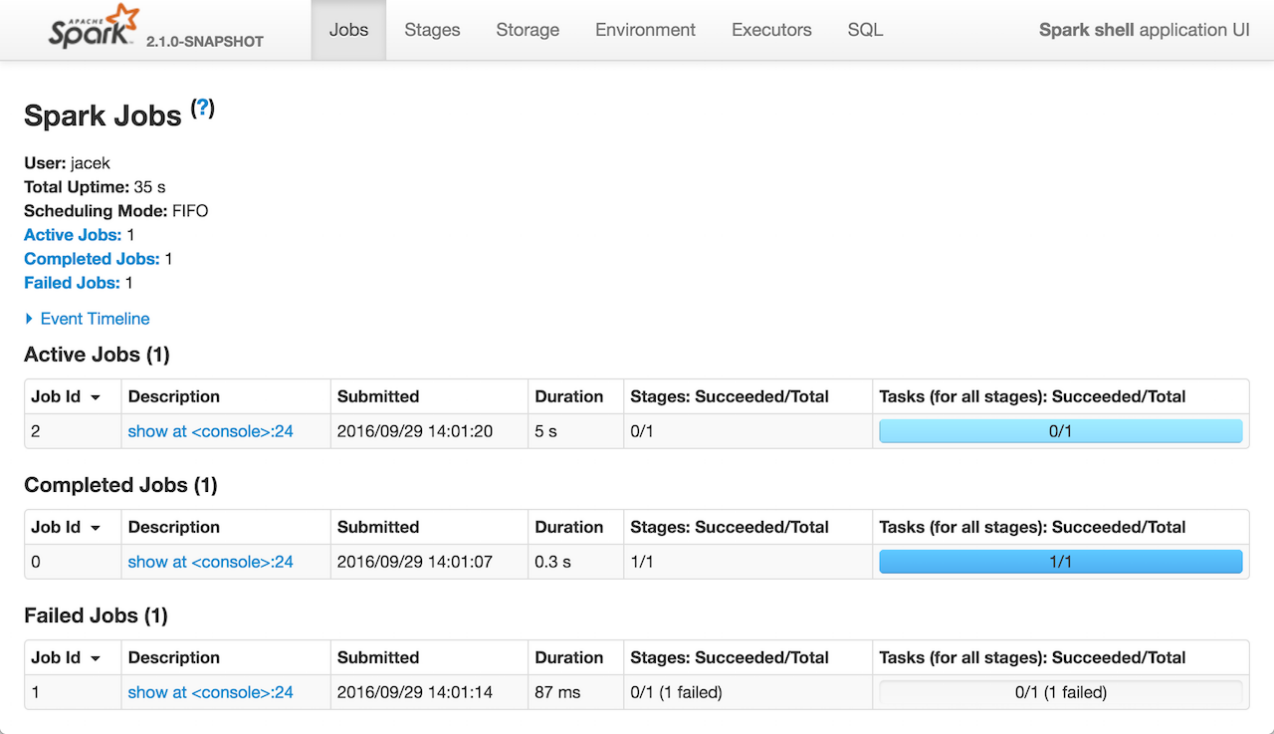 APACHE
Spark 2.1.0-SNAPSHOT Jobs Stages Storage Environment Executors SQL Spark shell application UI
Spark Jobs (?)
User: jacek
Total Uptime: 35 s
Scheduling Mode: FIFO
Active Jobs: 1
Completed Jobs: 1
Failed Jobs: 1
Event Timeline
Active Jobs (1)
Job Id Description Submitted Duration Stages: Succeeded/Total Tasks (for all stages): Succeeded/Total
2 show at <console>:24 2016/09/29 14:01:20 5 s 0/1 0/1
Completed Jobs (1)
Job Id Description Submitted Duration Stages: Succeeded/Total Tasks (for all stages): Succeeded/Total
0 show at <console>:24 2016/09/29 14:01:07 0.3 s 1/1 1/1
Failed Jobs (1)
Job Id Description Submitted Duration Stages: Succeeded/Total Tasks (for all stages): Succeeded/Total
1 show at <console>:24 2016/09/29 14:01:14 87 ms 0/1 (1 failed) 0/1 (1 failed)